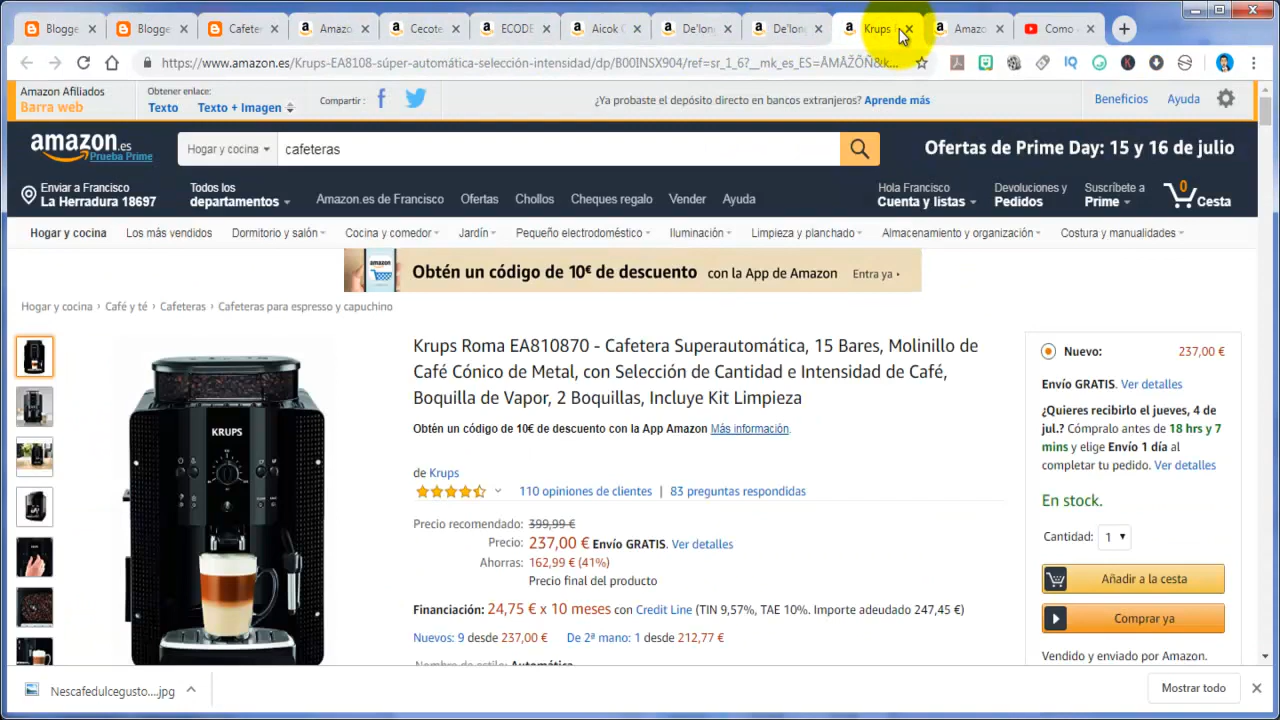 Blogge
Blogge
Cafeter
Amazo
Cecote
ECODE
Aicok C
De'long
De'long
Krups
Amazo
Como
https://www.amazon.es/Krups-EA8108-súper-automática-selección-intensidad/dp/B00INSX904/ref=sr_1_6?__mk_es_ES=ÅMÅŽÕÑ&k...
Amazon Afiliados
Barra web
Obtener enlace:
Texto
Texto + Imagen
Compartir :
¿Ya probaste el depósito directo en bancos extranjeros? Aprende más
Beneficios
Ayuda
amazon.es
Prueba Prime
Hogar y cocina
cafeteras
Ofertas de Prime Day: 15 y 16 de julio
Enviar a Francisco
La Herradura 18697
Todos los
departamentos
Amazon.es de Francisco
Ofertas
Chollos
Cheques regalo
Vender
Ayuda
Hola Francisco
Cuenta y listas
Devoluciones y
Pedidos
Suscríbete a
Prime
0
Cesta
Hogar y cocina
Los más vendidos
Dormitorio y salón
Cocina y comedor
Jardín
Pequeño electrodoméstico
Iluminación
Limpieza y planchado
Almacenamiento y organización
Costura y manualidades
amazon
Obtén un código de 10€ de descuento con la App de Amazon Entra ya
Hogar y cocina › Café y té › Cafeteras › Cafeteras para espresso y capuchino
KRUPS
Krups Roma EA810870 - Cafetera Superautomática, 15 Bares, Molinillo de
Café Cónico de Metal, con Selección de Cantidad e Intensidad de Café,
Boquilla de Vapor, 2 Boquillas, Incluye Kit Limpieza
Obtén un código de 10€ de descuento con la App Amazon Más información.
de Krups
110 opiniones de clientes | 83 preguntas respondidas
Precio recomendado: 399,99 €
Precio: 237,00 € Envío GRATIS. Ver detalles
Ahorras: 162,99 € (41%)
Precio final del producto
Financiación: 24,75 € x 10 meses con Credit Line (TIN 9,57%, TAE 10%. Importe adeudado 247,45 €)
Nuevos: 9 desde 237,00 € De 2ª mano: 1 desde 212,77 €
Nombre de estilo: Automática
Nuevo: 237,00 €
Envío GRATIS. Ver detalles
¿Quieres recibirlo el jueves, 4 de
jul.? Cómpralo antes de 18 hrs y 7
mins y elige Envío 1 día al
completar tu pedido. Ver detalles
En stock.
Cantidad: 1
Añadir a la cesta
Comprar ya
Vendido y enviado por Amazon.
Nescafedulcegusto....jpg
Mostrar todo